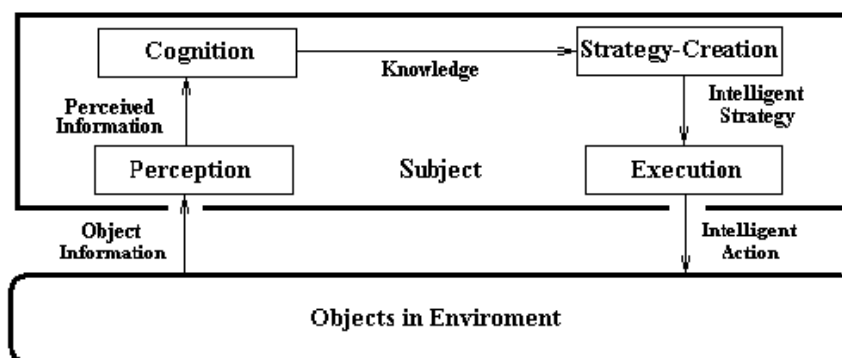 Cognition
Strategy-Creation
Knowledge
Perceived
Information
Intelligent
Strategy
Perception
Subject
Execution
Object
Information
Intelligent
Action
Objects in Enviroment